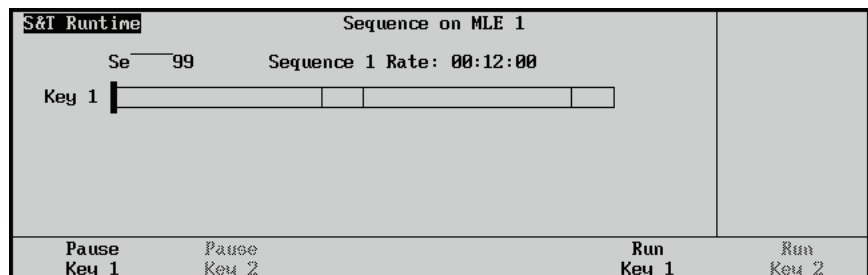 S&T Runtime Sequence on MLE 1
Se 99 Sequence 1 Rate: 00:12:00
Key 1
Pause Pause Run Run
Key 1 Key 2 Key 1 Key 2